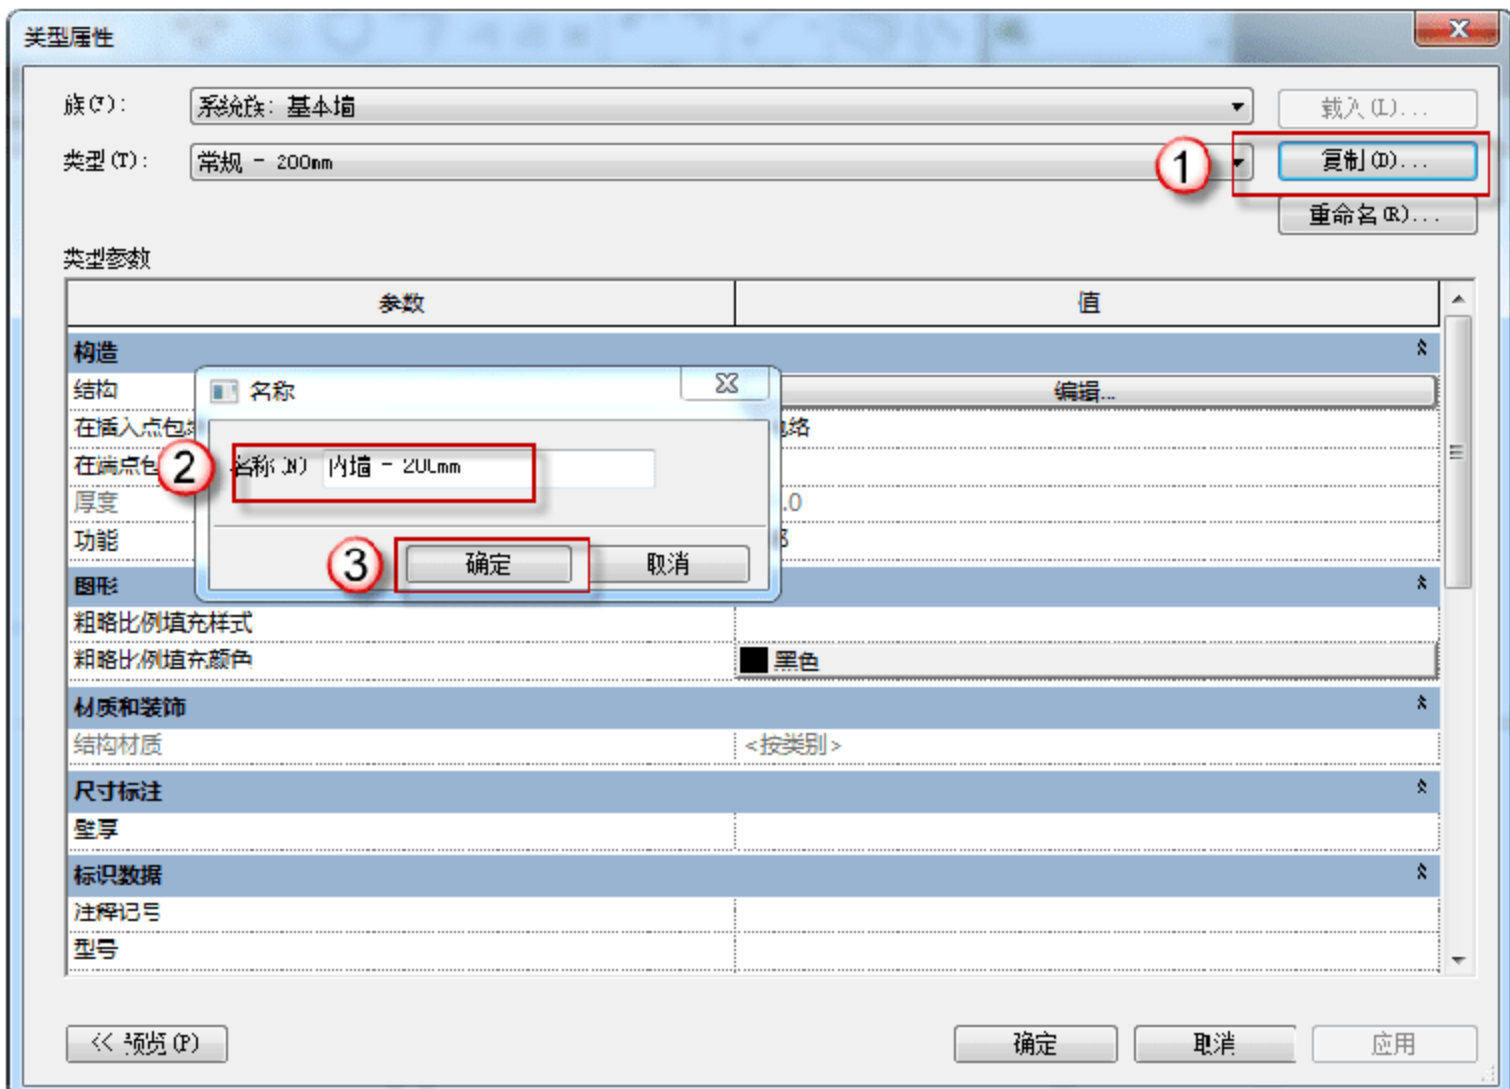 类型属性
族(F):
系统族: 基本墙
载入(L)...
类型(T):
常规 - 200mm
1
复制(D)...
重命名(R)...
类型参数
参数
值
构造
结构
编辑...
名称
在插入点包络
在端点包
2
名称(N)
内墙 - 200mm
厚度
.0
功能
3
确定
取消
图形
粗略比例填充样式
粗略比例填充颜色
黑色
材质和装饰
结构材质
<按类别>
尺寸标注
壁厚
标识数据
注释记号
型号
<< 预览(P)
确定
取消
应用